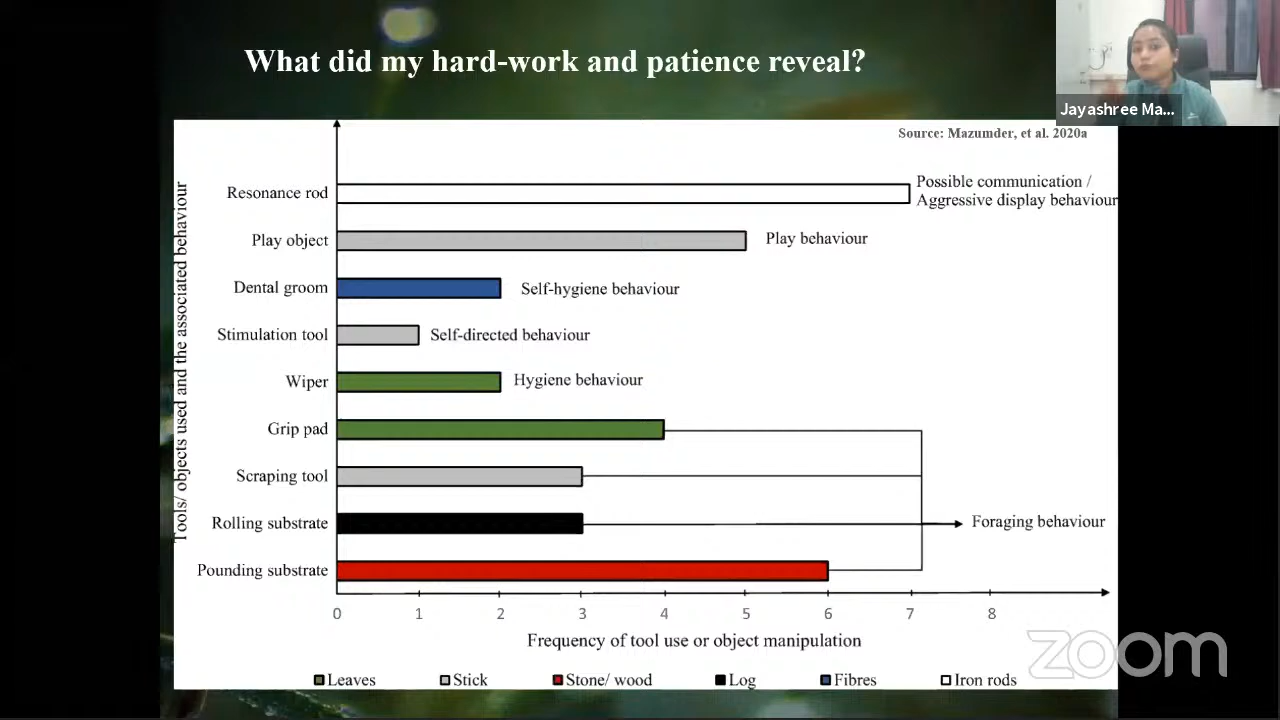 What did my hard-work and patience reveal?
Jayashree Ma...
Source: Mazumder, et al. 2020a
Tools/ objects used and the associated behaviour
Resonance rod
Possible communication /
Aggressive display behaviour
Play object
Play behaviour
Dental groom
Self-hygiene behaviour
Stimulation tool
Self-directed behaviour
Wiper
Hygiene behaviour
Grip pad
Scraping tool
Rolling substrate
Foraging behaviour
Pounding substrate
0 1 2 3 4 5 6 7 8
Frequency of tool use or object manipulation
Leaves Stick Stone/ wood Log Fibres Iron rods
zoom